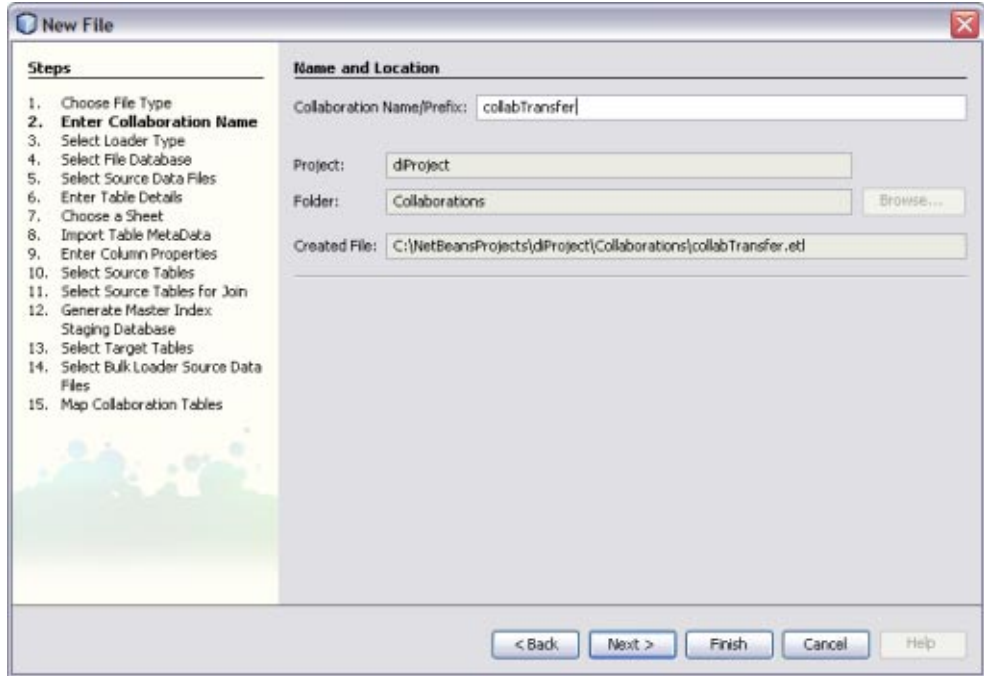 New File
Steps
1. Choose File Type
2. Enter Collaboration Name
3. Select Loader Type
4. Select File Database
5. Select Source Data Files
6. Enter Table Details
7. Choose a Sheet
8. Import Table MetaData
9. Enter Column Properties
10. Select Source Tables
11. Select Source Tables for Join
12. Generate Master Index
Staging Database
13. Select Target Tables
14. Select Bulk Loader Source Data
Files
15. Map Collaboration Tables
Name and Location
Collaboration Name/Prefix: collabTransfer
Project: diProject
Folder: Collaborations Browse...
Created File: C:\NetBeansProjects\diProject\Collaborations\collabTransfer.etl
< Back Next > Finish Cancel Help